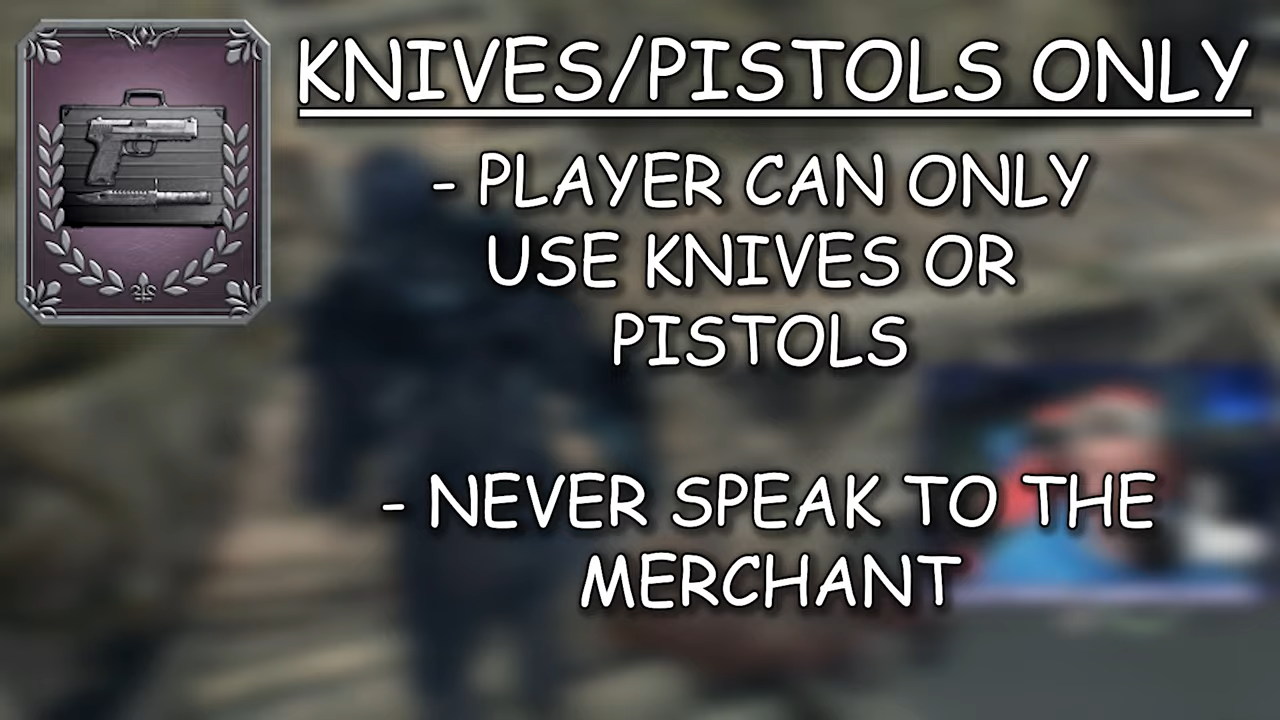 KNIVES/PISTOLS ONLY
- PLAYER CAN ONLY
USE KNIVES OR
PISTOLS
- NEVER SPEAK TO THE
MERCHANT